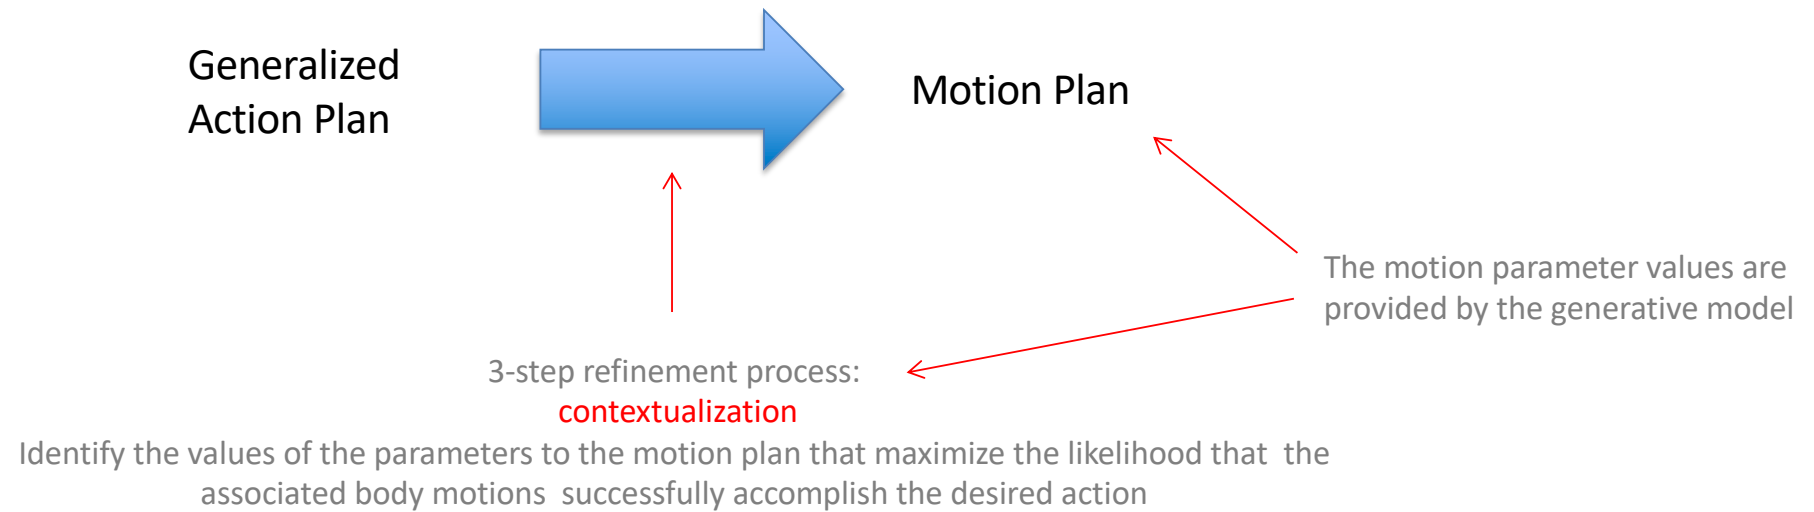 Generalized
Action Plan
Motion Plan
The motion parameter values are
provided by the generative model
3-step refinement process:
contextualization
Identify the values of the parameters to the motion plan that maximize the likelihood that  the
associated body motions  successfully accomplish the desired action